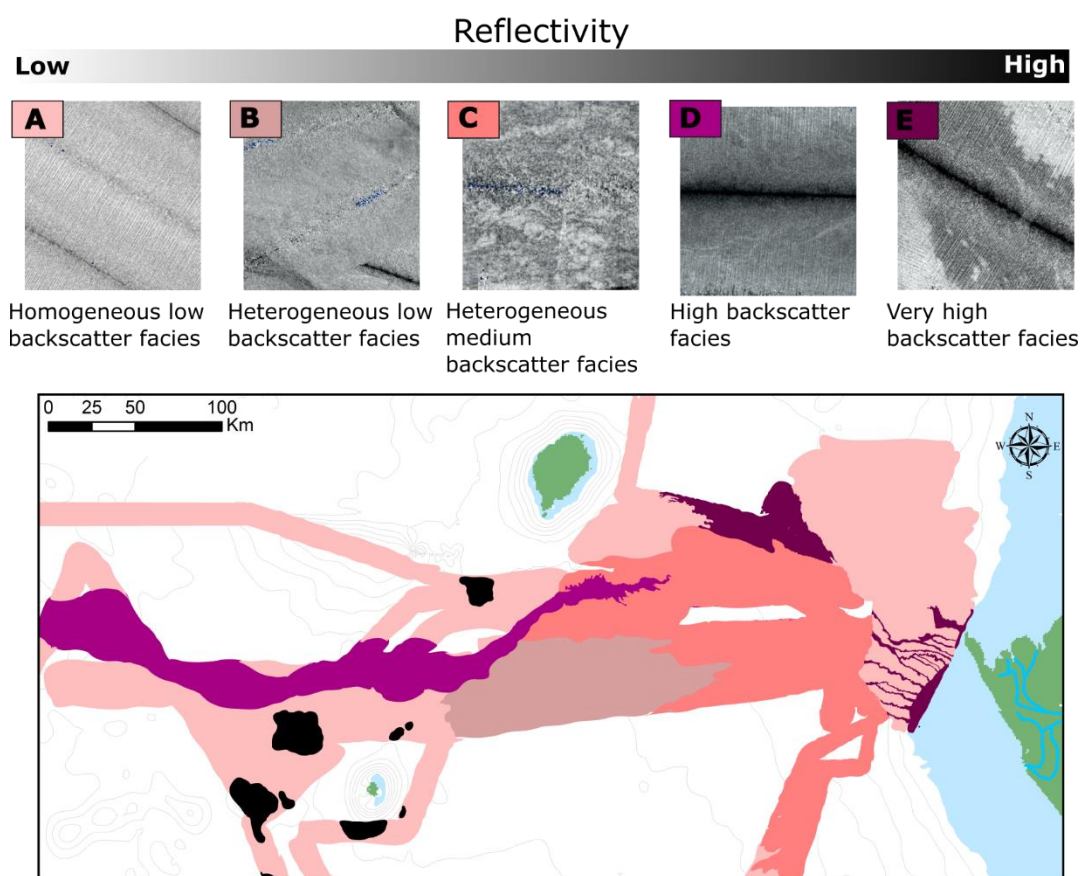 Reflectivity
Low High
A B C D E
Homogeneous low
backscatter facies
Heterogeneous low
backscatter facies
Heterogeneous
medium
backscatter facies
High backscatter
facies
Very high
backscatter facies
0 25 50 100
Km
N
W E
S